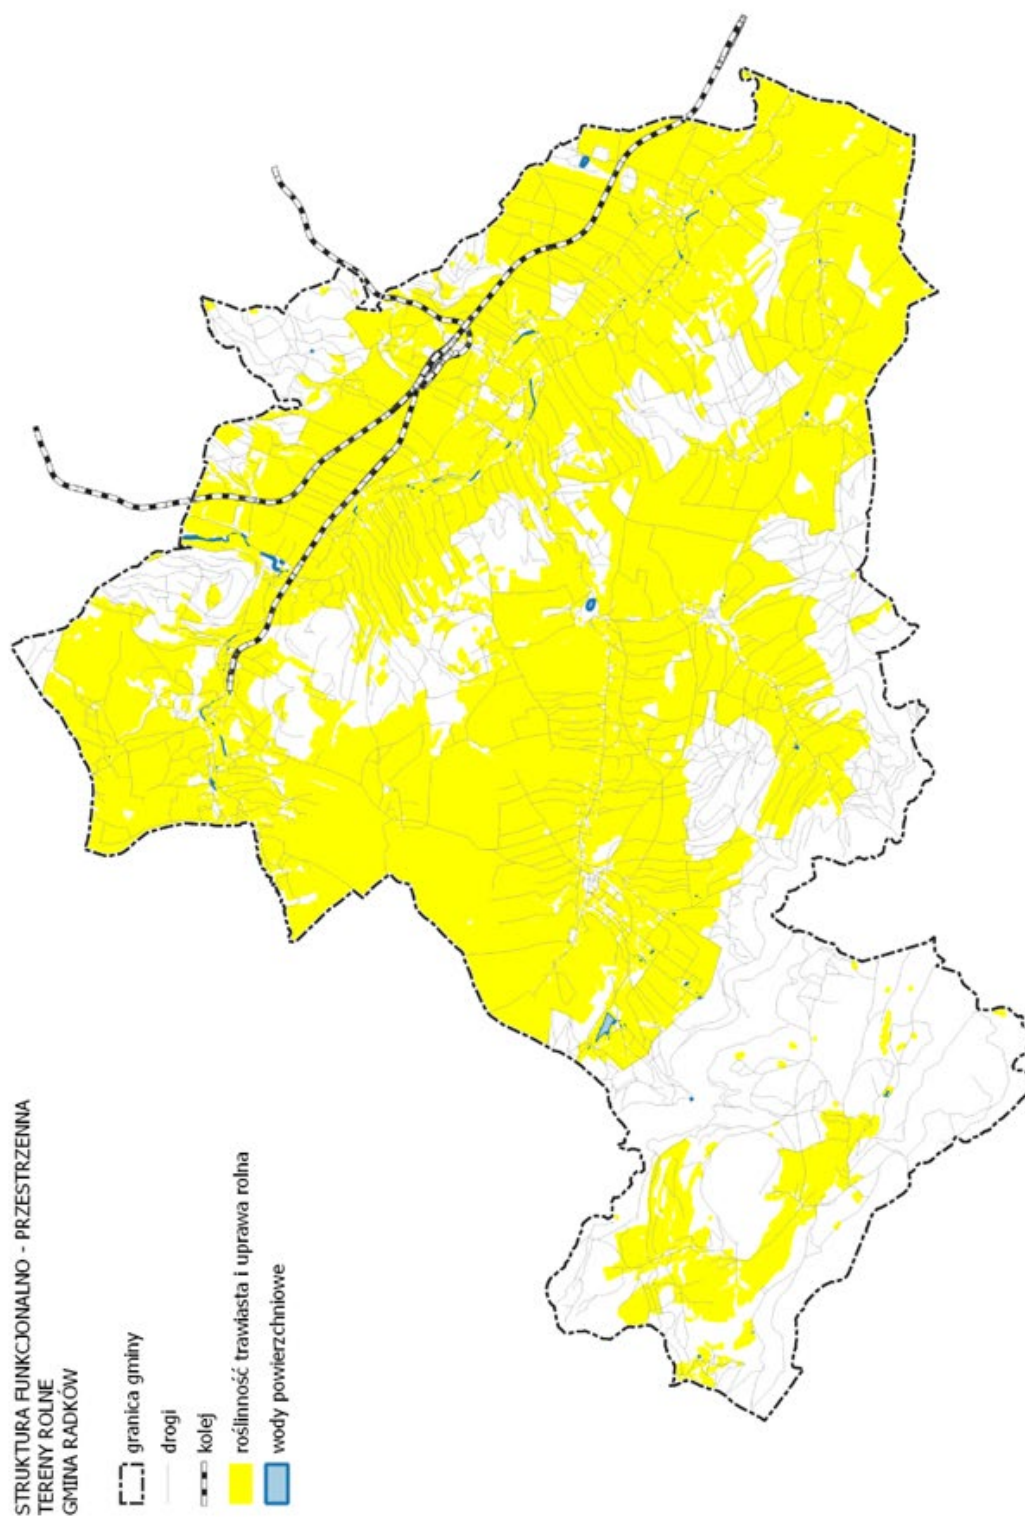 STRUKTURA FUNKCJONALNO - PRZESTRZENNA
TERENY ROLNE
GMINA RADKÓW
granica gminy
drogi
kolej
roślinność trawiasta i uprawa rolna
wody powierzchniowe